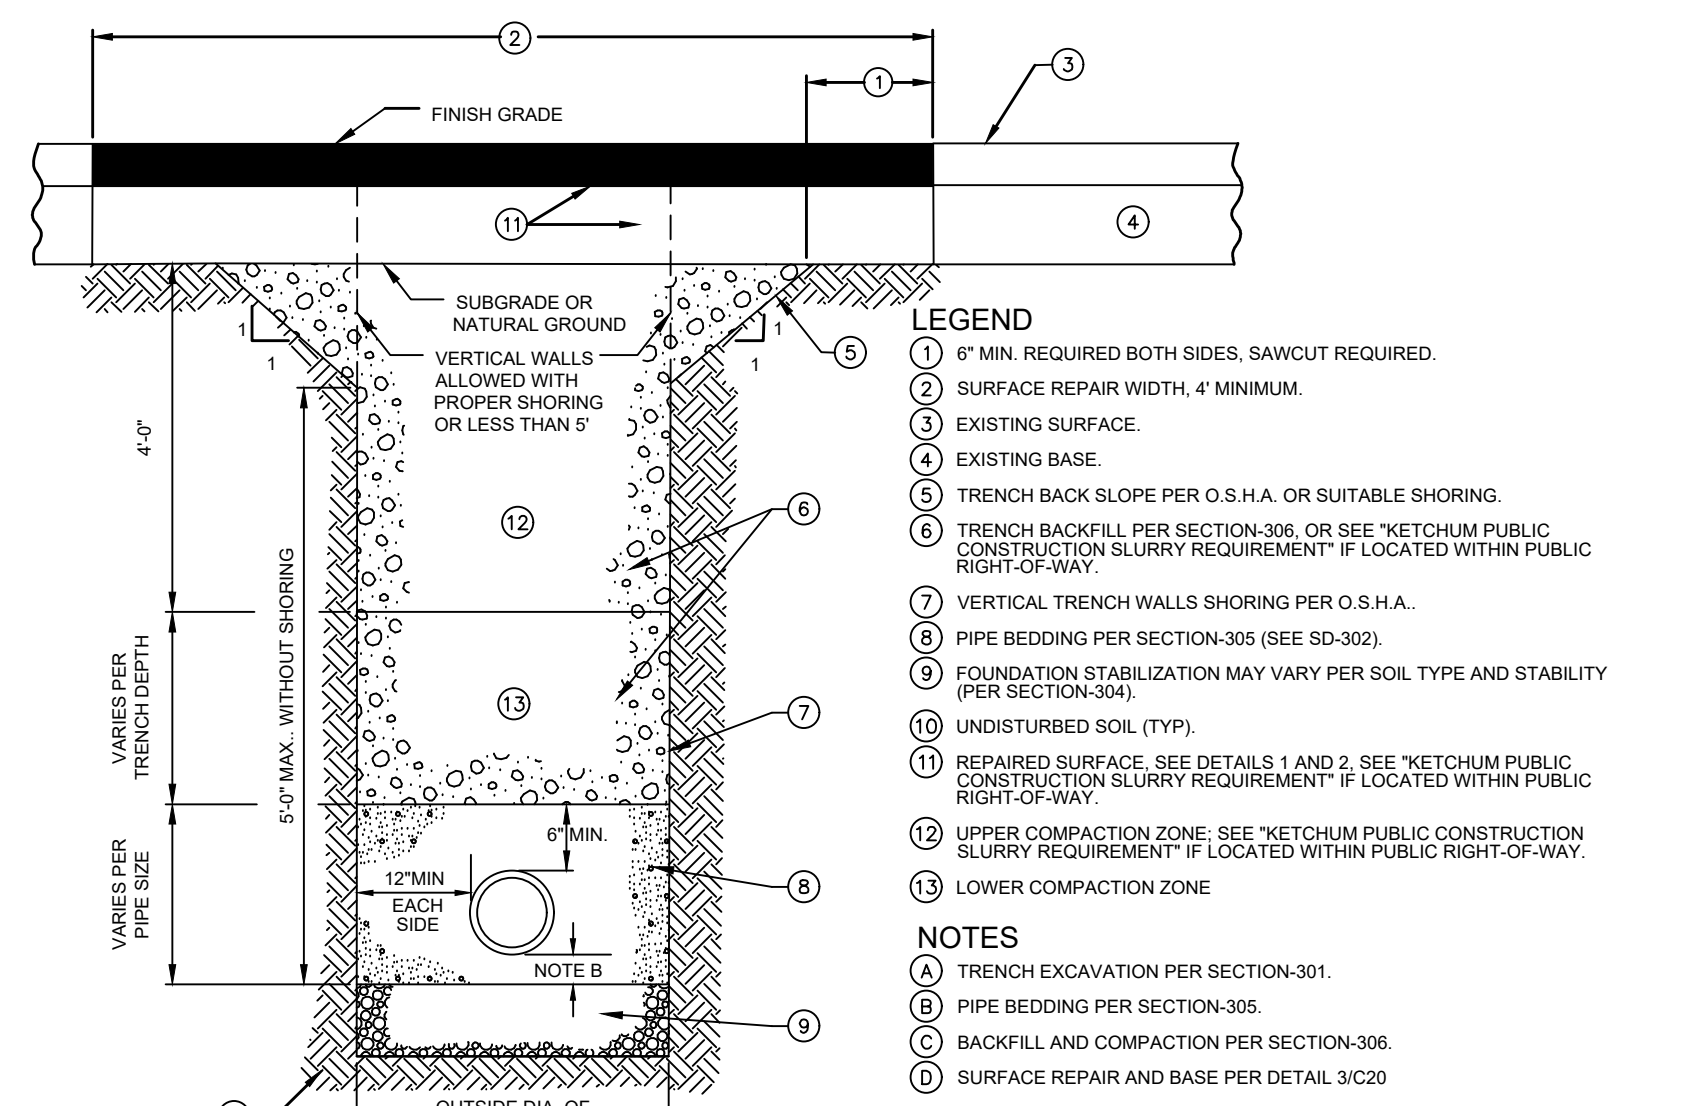 2
1
3
FINISH GRADE
11
4
SUBGRADE OR
NATURAL GROUND
1
1
1
1
VERTICAL WALLS
ALLOWED WITH
PROPER SHORING
OR LESS THAN 5'
5
4'-0"
12
6
5'-0" MAX.. WITHOUT SHORING
VARIES PER
TRENCH DEPTH
13
7
VARIES PER
PIPE SIZE
6" MIN.
12"MIN
EACH
SIDE
8
NOTE B
9
OUTSIDE DIA. OF
LEGEND
1 6" MIN. REQUIRED BOTH SIDES, SAWCUT REQUIRED.
2 SURFACE REPAIR WIDTH, 4' MINIMUM.
3 EXISTING SURFACE.
4 EXISTING BASE.
5 TRENCH BACK SLOPE PER O.S.H.A. OR SUITABLE SHORING.
6 TRENCH BACKFILL PER SECTION-306, OR SEE "KETCHUM PUBLIC
CONSTRUCTION SLURRY REQUIREMENT" IF LOCATED WITHIN PUBLIC
RIGHT-OF-WAY.
7 VERTICAL TRENCH WALLS SHORING PER O.S.H.A..
8 PIPE BEDDING PER SECTION-305 (SEE SD-302).
9 FOUNDATION STABILIZATION MAY VARY PER SOIL TYPE AND STABILITY
(PER SECTION-304).
10 UNDISTURBED SOIL (TYP).
11 REPAIRED SURFACE, SEE DETAILS 1 AND 2, SEE "KETCHUM PUBLIC
CONSTRUCTION SLURRY REQUIREMENT" IF LOCATED WITHIN PUBLIC
RIGHT-OF-WAY.
12 UPPER COMPACTION ZONE; SEE "KETCHUM PUBLIC CONSTRUCTION
SLURRY REQUIREMENT" IF LOCATED WITHIN PUBLIC RIGHT-OF-WAY.
13 LOWER COMPACTION ZONE
NOTES
A TRENCH EXCAVATION PER SECTION-301.
B PIPE BEDDING PER SECTION-305.
C BACKFILL AND COMPACTION PER SECTION-306.
D SURFACE REPAIR AND BASE PER DETAIL 3/C20